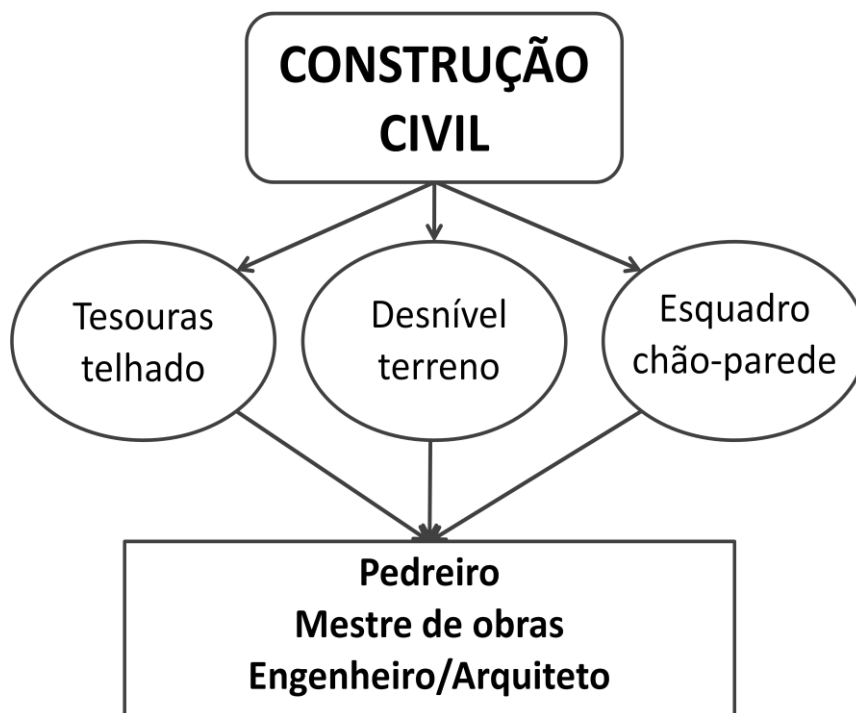 CONSTRUÇÃO
CIVIL
Tesouras
telhado
Desnível
terreno
Esquadro
chão-parede
Pedreiro
Mestre de obras
Engenheiro/Arquiteto